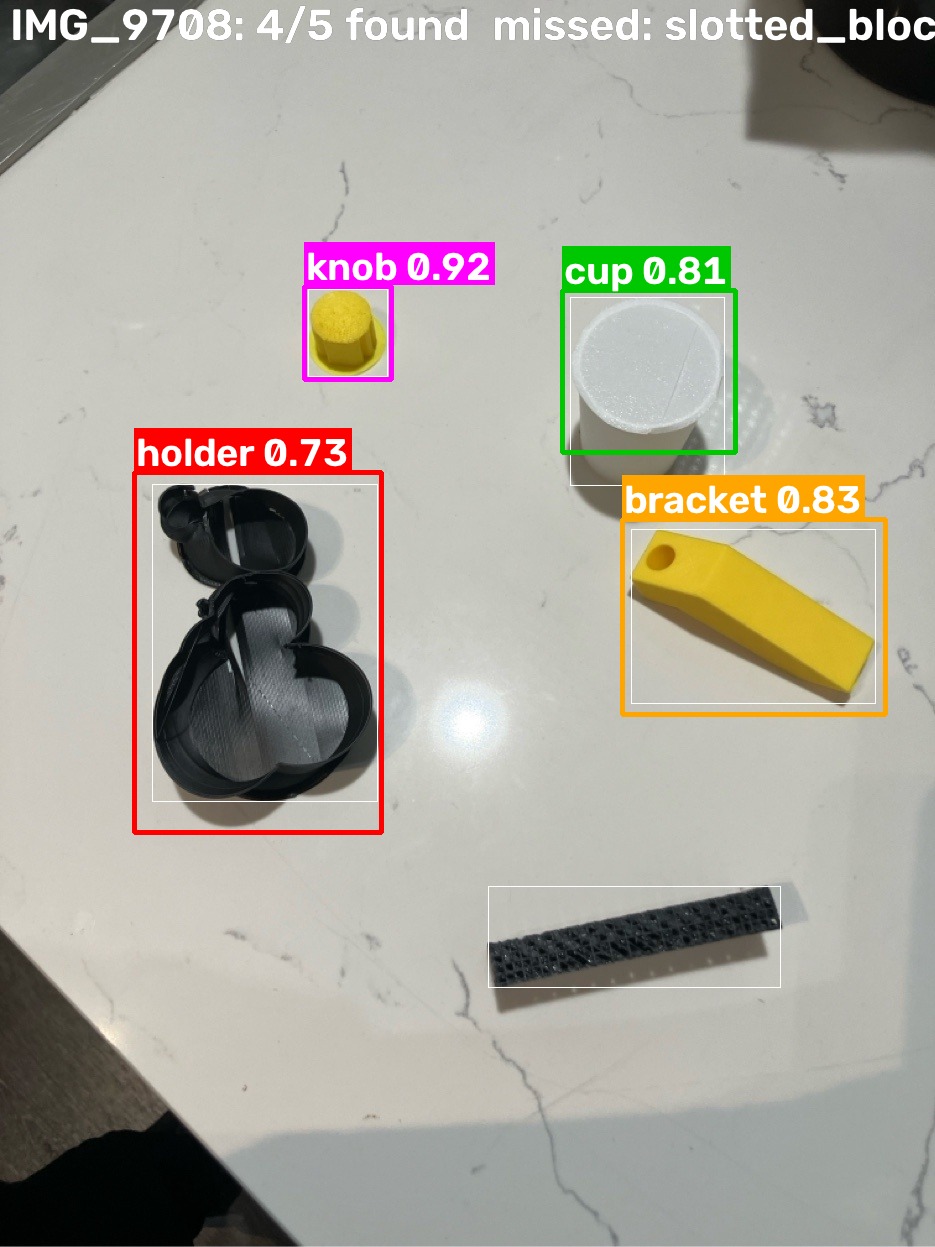 IMG_9708: 4/5 found missed: slotted_bloc
knob 0.92
cup 0.81
holder 0.73
bracket 0.83